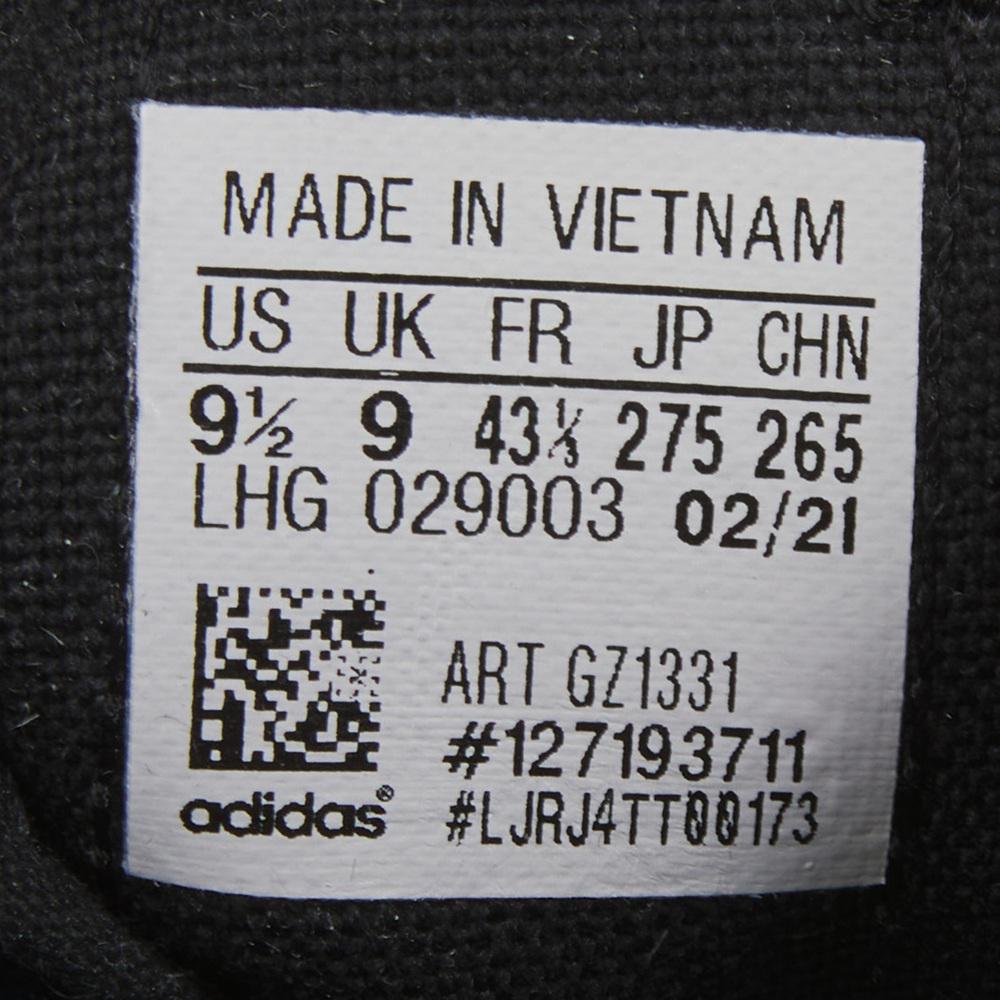 MADE IN VIETNAM
US UK FR JP CHN
9½ 9 43⅓ 275 265
LHG 029003 02/21
ART GZ1331
#127193711
adidas® #LJRJ4TT00173